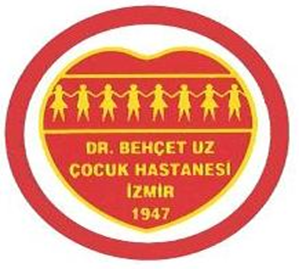 DR. BEHÇET UZ
ÇOCUK HASTANESİ
İZMİR
1947